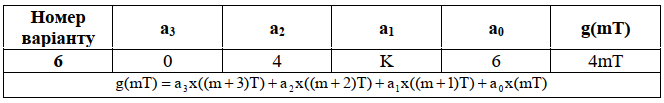 Номер варіанту a₃ a₂ a₁ a₀ g(mT)
6 0 4 K 6 4mT
g(mT) = a₃x((m+3)T)+a₂x((m+2)T)+a₁x((m+1)T)+a₀x(mT)